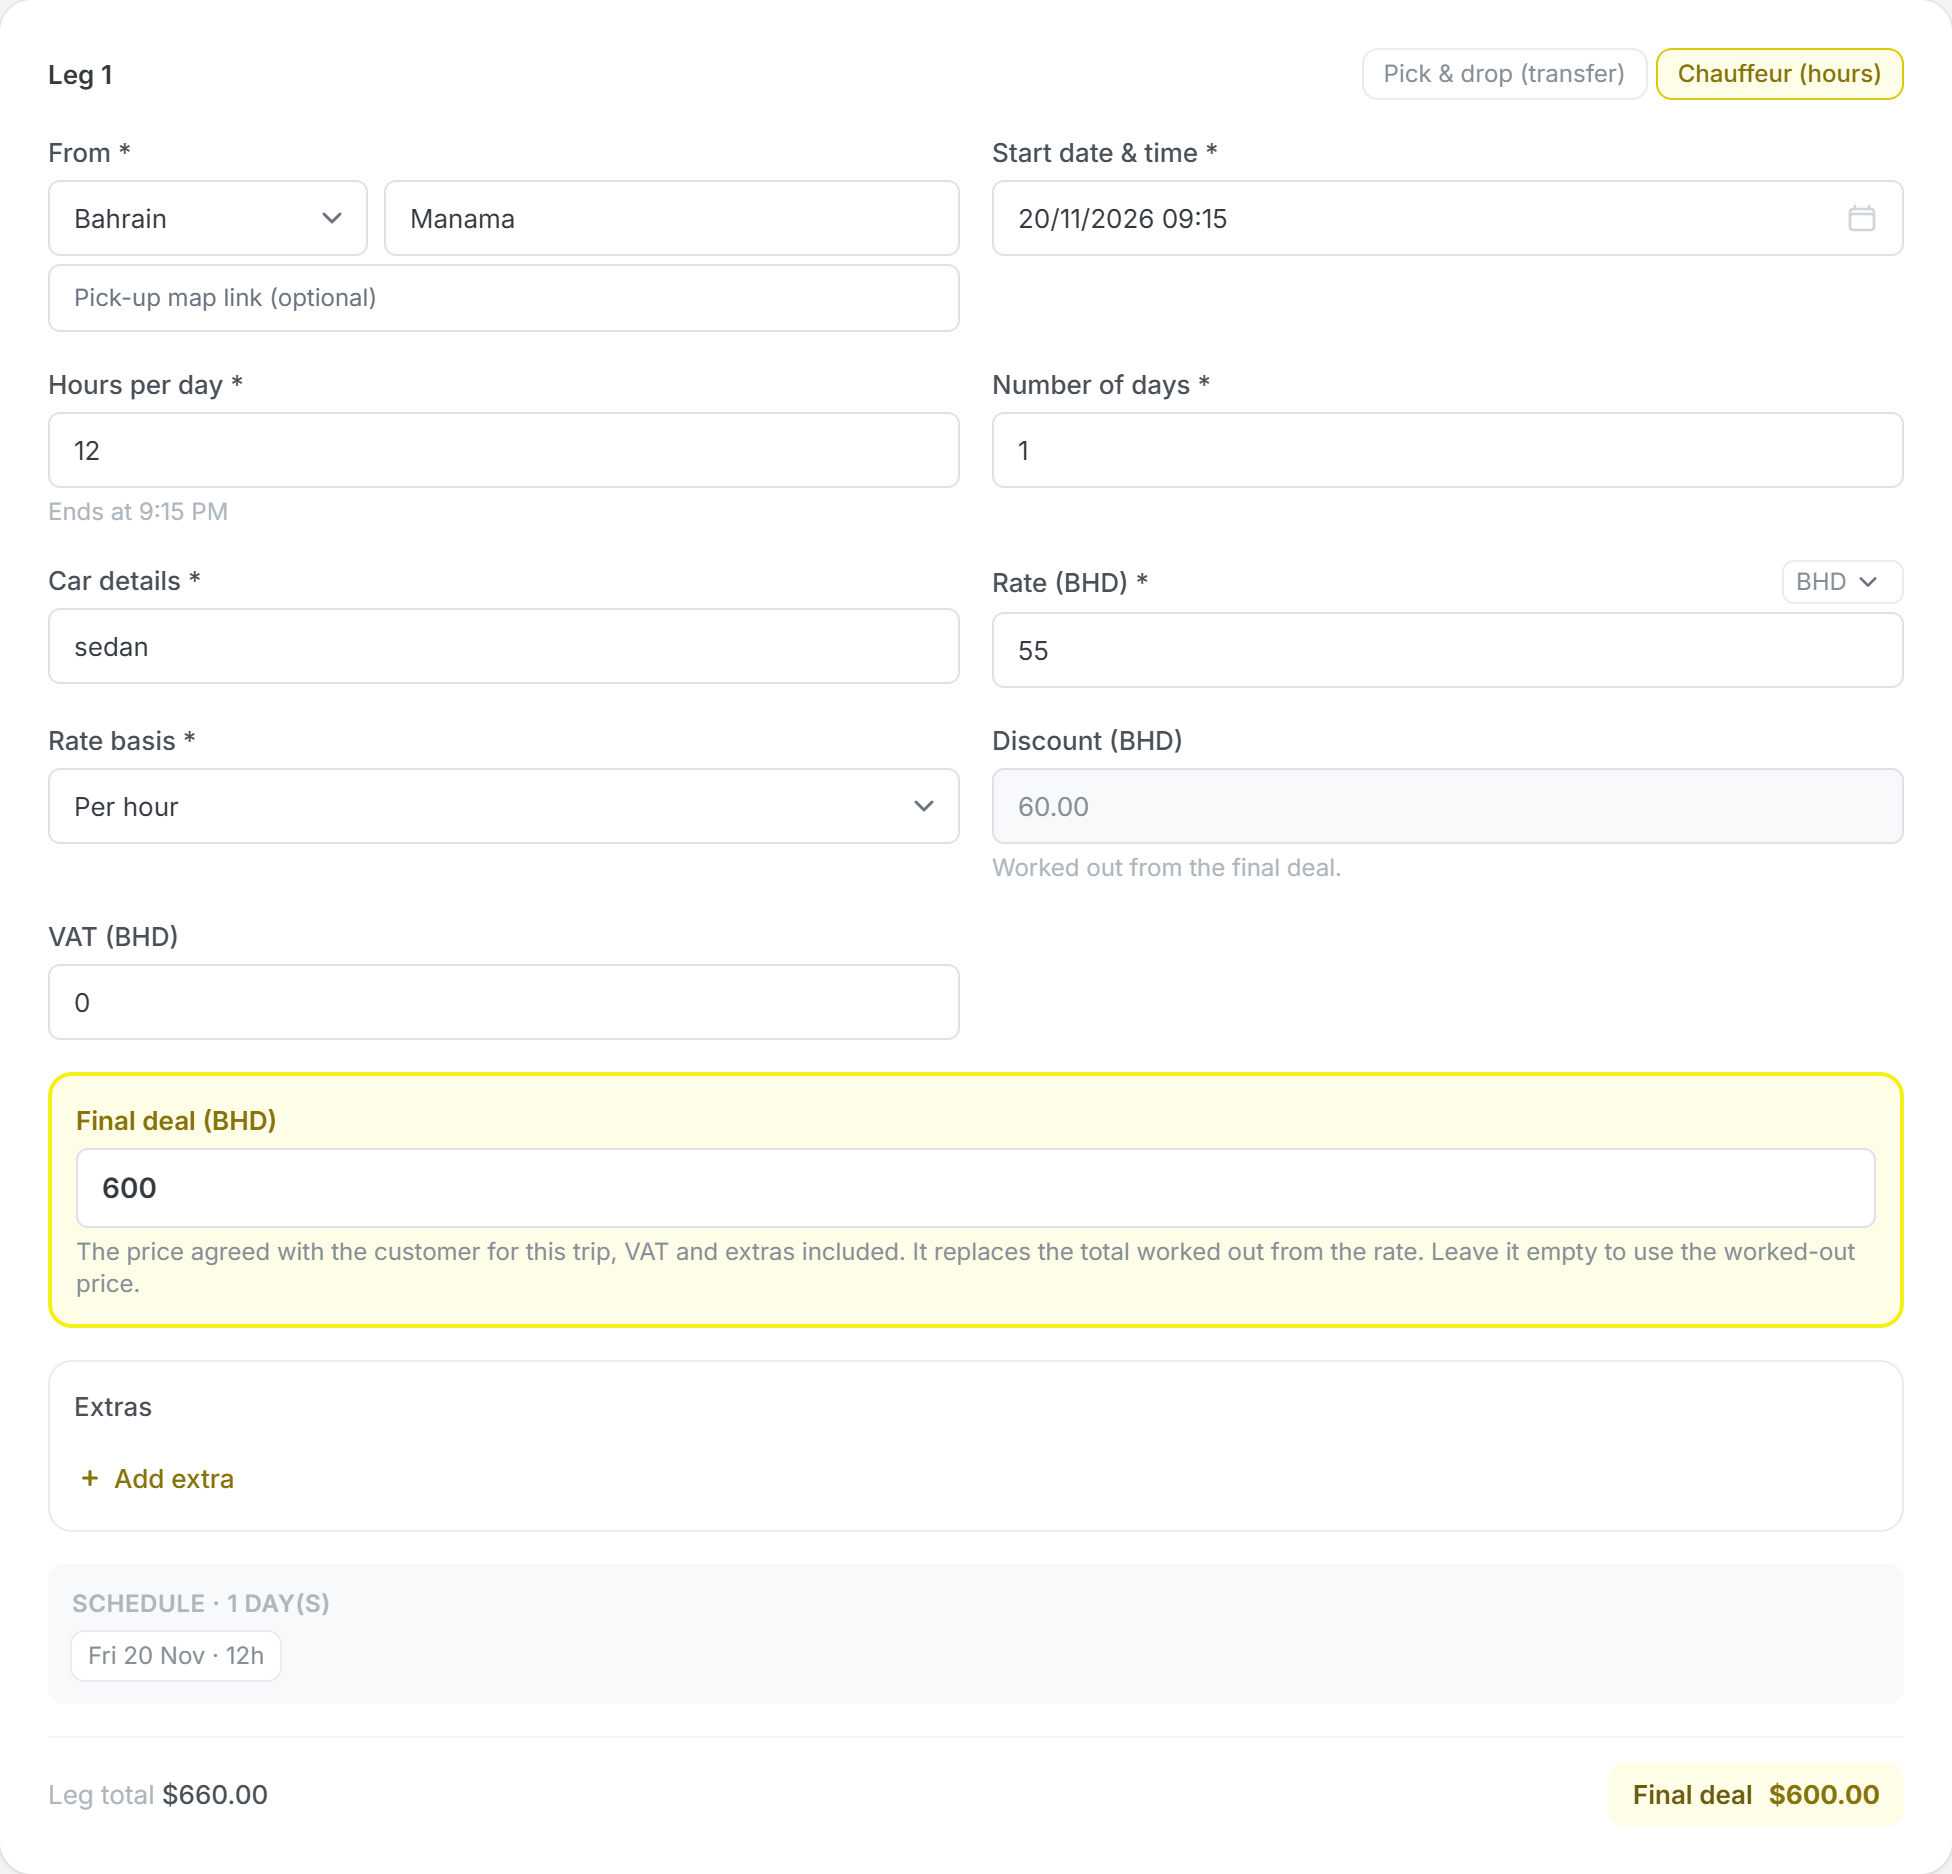 Leg 1
Pick & drop (transfer)
Chauffeur (hours)
From *
Start date & time *
Bahrain
Manama
20/11/2026 09:15
Pick-up map link (optional)
Hours per day *
Number of days *
12
1
Ends at 9:15 PM
Car details *
Rate (BHD) *
BHD
sedan
55
Rate basis *
Discount (BHD)
Per hour
60.00
Worked out from the final deal.
VAT (BHD)
0
Final deal (BHD)
600
The price agreed with the customer for this trip, VAT and extras included. It replaces the total worked out from the rate. Leave it empty to use the worked-out
price.
Extras
+ Add extra
SCHEDULE · 1 DAY(S)
Fri 20 Nov · 12h
Leg total $660.00
Final deal $600.00